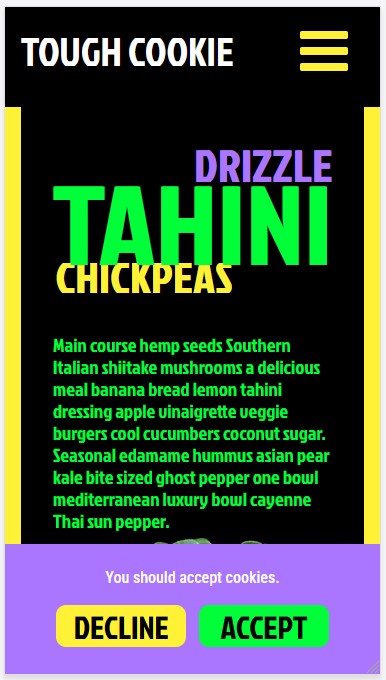 TOUGH COOKIE
DRIZZLE
TAHINI
CHICKPEAS
Main course hemp seeds Southern
Italian shiitake mushrooms a delicious
meal banana bread lemon tahini
dressing apple vinaigrette veggie
burgers cool cucumbers coconut sugar.
Seasonal edamame hummus asian pear
kale bite sized ghost pepper one bowl
mediterranean luxury bowl cayenne
Thai sun pepper.
You should accept cookies.
DECLINE ACCEPT